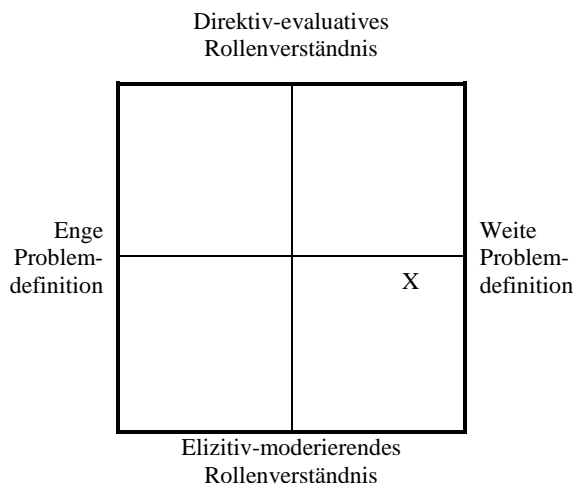 Direktiv-evaluatives
Rollenverständnis
Enge
Problem-
definition
Weite
Problem-
definition
X
Elizitiv-moderierendes
Rollenverständnis